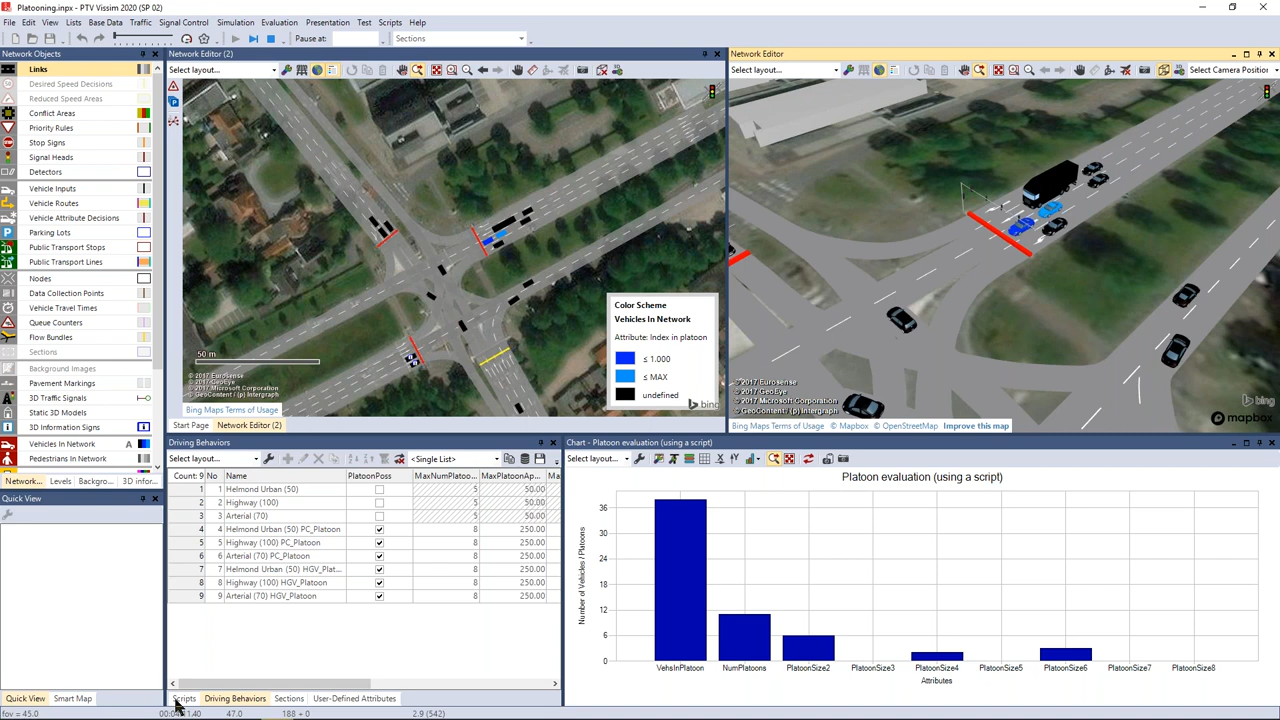 Platooning.inpx - PTV Vissim 2020 (SP 02)
File Edit View Lists Base Data Traffic Signal Control Simulation Evaluation Presentation Test Scripts Help
Pause at: Sections
Network Objects
Links
Desired Speed Decisions
Reduced Speed Areas
Conflict Areas
Priority Rules
Stop Signs
Signal Heads
Detectors
Vehicle Inputs
Vehicle Routes
Vehicle Attribute Decisions
Parking Lots
Public Transport Stops
Public Transport Lines
Nodes
Data Collection Points
Vehicle Travel Times
Queue Counters
Flow Bundles
Sections
Background Images
Pavement Markings
3D Traffic Signals
Static 3D Models
3D Information Signs
Vehicles In Network A
Pedestrians In Network
Network... Levels Backgro... 3D infor...
Quick View
Quick View Smart Map
Network Editor (2)
Select layout...
50 m
© 2017 Eurosense
© 2017 GeoEye
© 2017 Microsoft Corporation
© GeoContent / (p) Intergraph
Bing Maps Terms of Usage
Color Scheme
Vehicles In Network
Attribute: Index in platoon
≤ 1.000
≤ MAX
undefined
bing
Start Page Network Editor (2)
Network Editor
Select layout... Select Camera Position
© 2017 Eurosense
© 2017 GeoEye
© 2017 Microsoft Corporation
© GeoContent / (p) Intergraph
bing
mapbox
Bing Maps Terms of Usage © Mapbox © OpenStreetMap Improve this map
Driving Behaviors
Select layout... <Single List>
Count: 9 No Name PlatoonPoss MaxNumPlatoo... MaxPlatoonAp... Ma
1 1 Helmond Urban (50) 5 50.00
2 2 Highway (100) 5 50.00
3 3 Arterial (70) 5 50.00
4 4 Helmond Urban (50) PC_Platoon 8 250.00
5 5 Highway (100) PC_Platoon 8 250.00
6 6 Arterial (70) PC_Platoon 8 250.00
7 7 Helmond Urban (50) HGV_Plat... 8 250.00
8 8 Highway (100) HGV_Platoon 8 250.00
9 9 Arterial (70) HGV_Platoon 8 250.00
Scripts Driving Behaviors Sections User-Defined Attributes
Chart - Platoon evaluation (using a script)
Select layout...
Platoon evaluation (using a script)
Number of Vehicles / Platoons
36
30
24
18
12
6
0
VehsInPlatoon NumPlatoons PlatoonSize2 PlatoonSize3 PlatoonSize4 PlatoonSize5 PlatoonSize6 PlatoonSize7 PlatoonSize8
Attributes
fov = 45.0 47.0 188 + 0 2.9 (542)